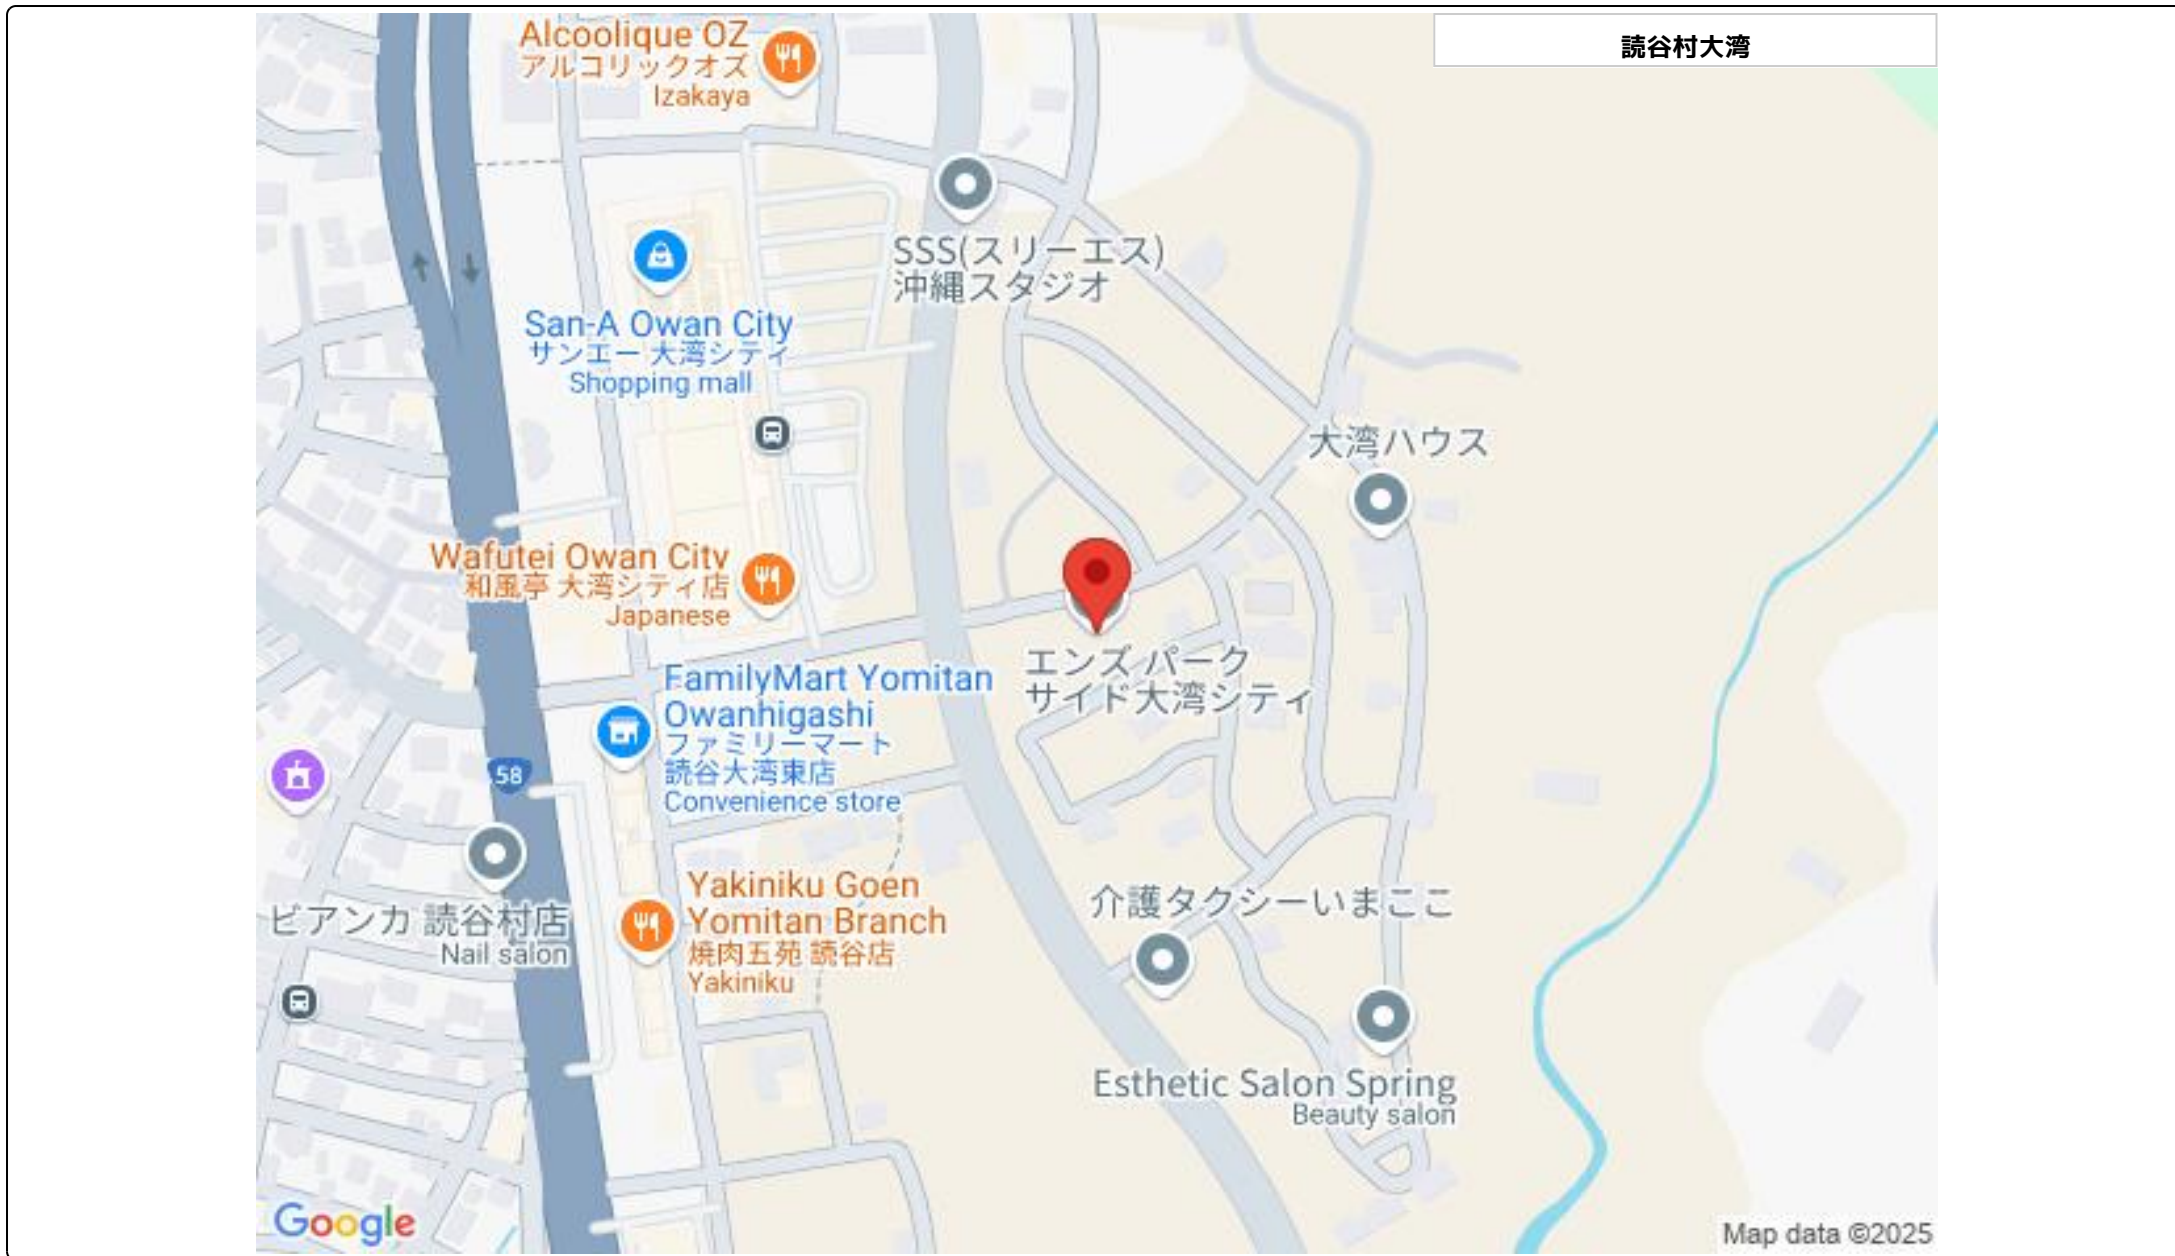 読谷村大湾
Alcoolique OZ
アルコリックオズ
Izakaya
SSS(スリーエス)
沖縄スタジオ
San-A Owan City
サンエー 大湾シティ
Shopping mall
大湾ハウス
Wafutei Owan City
和風亭 大湾シティ店
Japanese
エンズ パーク
サイド大湾シティ
FamilyMart Yomitan
Owanhigashi
ファミリーマート
読谷大湾東店
Convenience store
58
ビアンカ 読谷村店
Nail salon
Yakiniku Goen
Yomitan Branch
焼肉五苑 読谷店
Yakiniku
介護タクシーいまここ
Esthetic Salon Spring
Beauty salon
Google
Map data ©2025